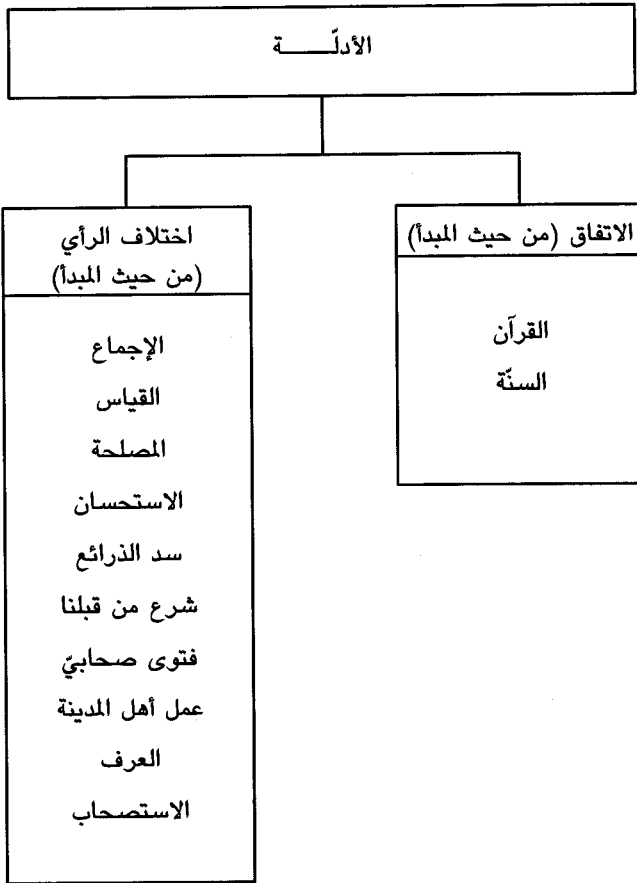 الأدلّـــــة
الاتفاق (من حيث المبدأ)
القرآن
السنّة
اختلاف الرأي
(من حيث المبدأ)
الإجماع
القياس
المصلحة
الاستحسان
سد الذرائع
شرع من قبلنا
فتوى صحابيّ
عمل أهل المدينة
العرف
الاستصحاب